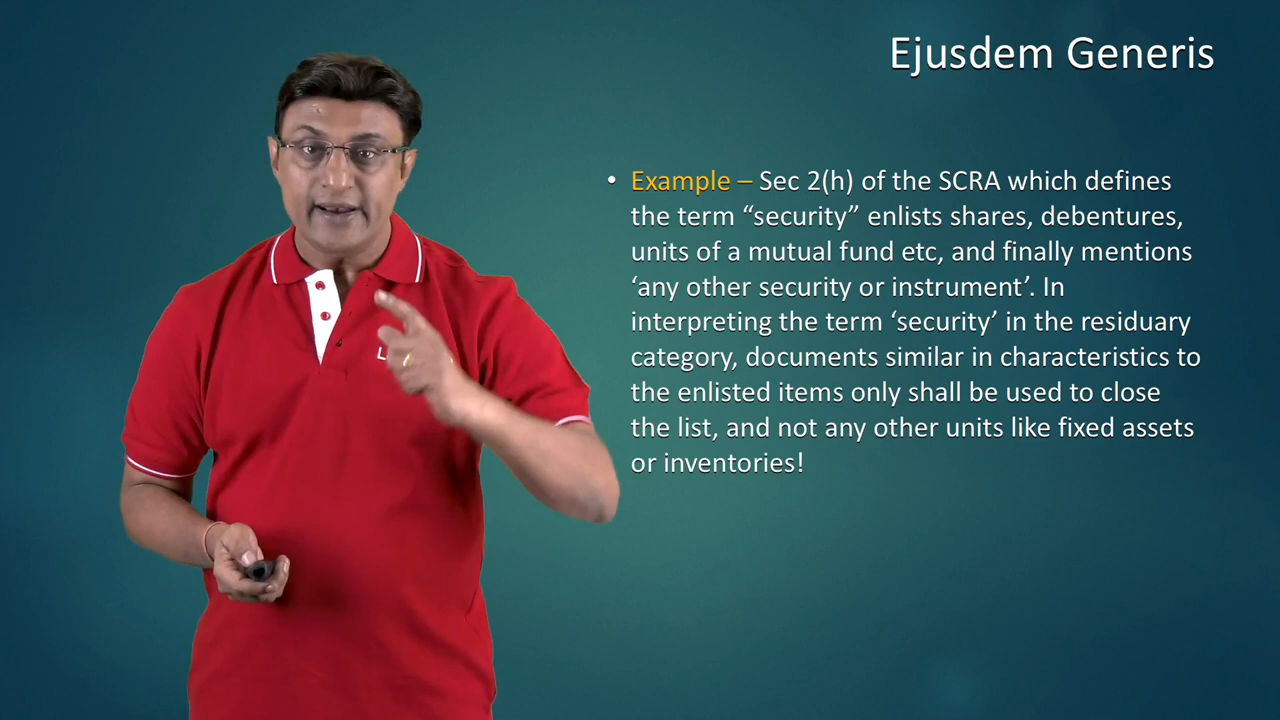 Ejusdem Generis
• Example – Sec 2(h) of the SCRA which defines
the term “security” enlists shares, debentures,
units of a mutual fund etc, and finally mentions
‘any other security or instrument’. In
interpreting the term ‘security’ in the residuary
category, documents similar in characteristics to
the enlisted items only shall be used to close
the list, and not any other units like fixed assets
or inventories!